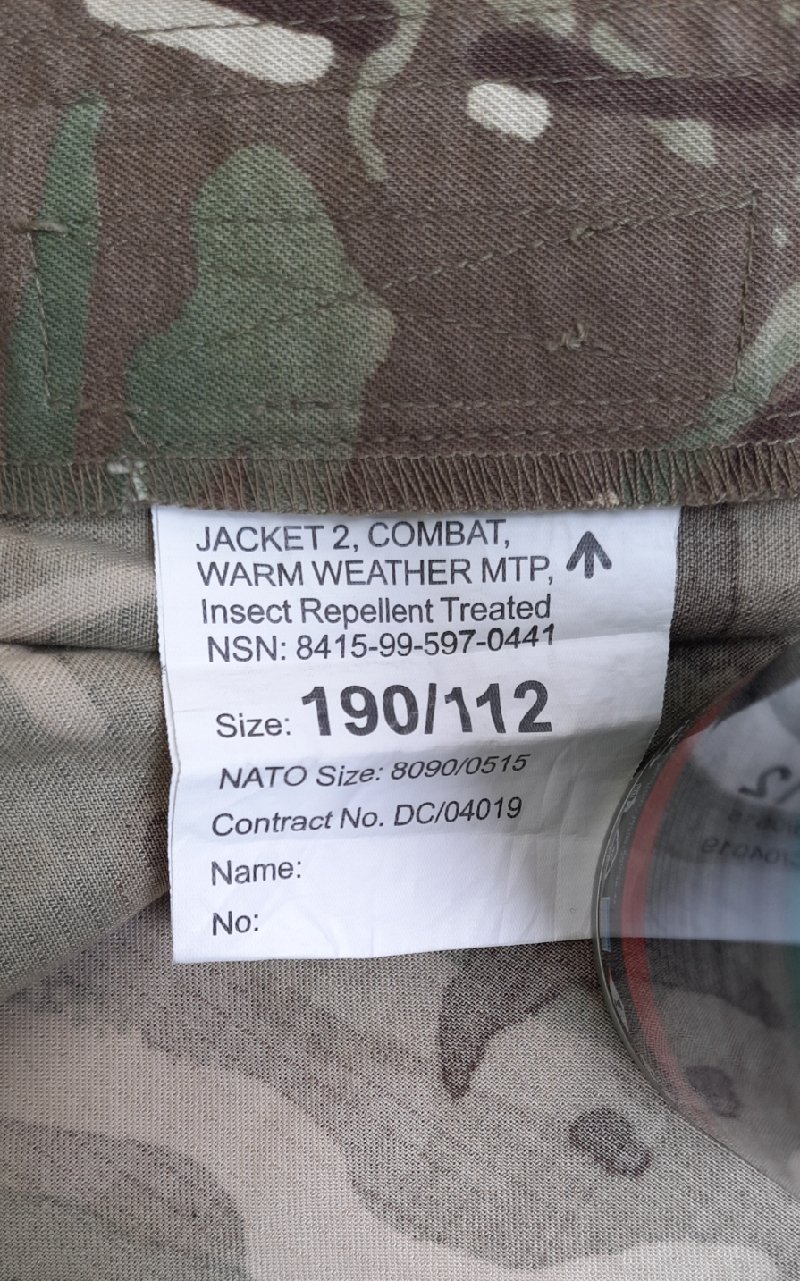 JACKET 2, COMBAT,
WARM WEATHER MTP,
Insect Repellent Treated
NSN: 8415-99-597-0441
Size: 190/112
NATO Size: 8090/0515
Contract No. DC/04019
Name:
No: